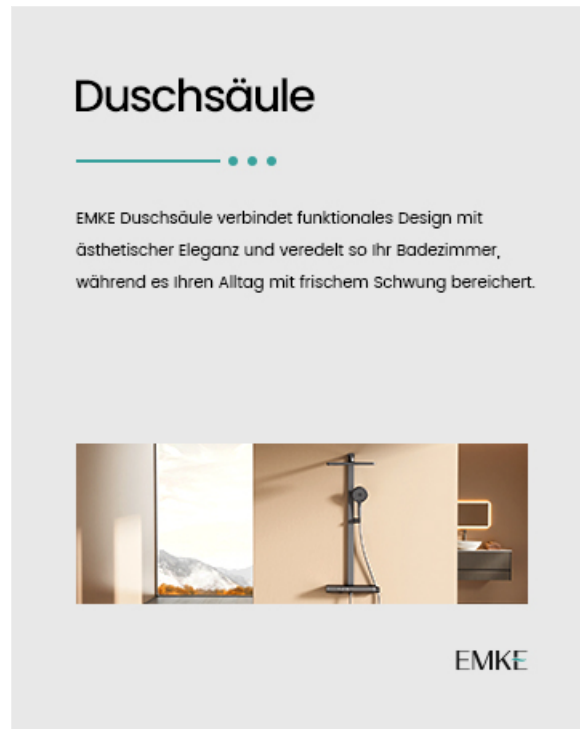 Duschsäule
EMKE Duschsäule verbindet funktionales Design mit
ästhetischer Eleganz und veredelt so Ihr Badezimmer,
während es Ihren Alltag mit frischem Schwung bereichert.
EMKE